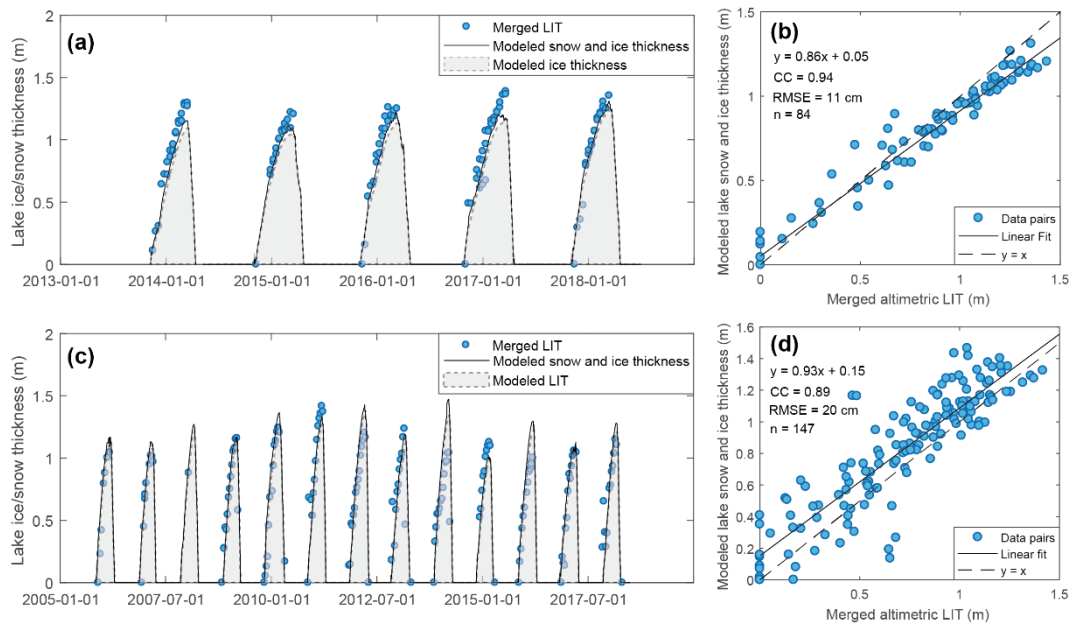 (a)
Lake ice/snow thickness (m)
2
1.5
1
0.5
0
Merged LIT
Modeled snow and ice thickness
Modeled ice thickness
2013-01-01
2014-01-01
2015-01-01
2016-01-01
2017-01-01
2018-01-01
(b)
Modeled lake snow and ice thickness (m)
1.5
1
0.5
0
y = 0.86x + 0.05
CC = 0.94
RMSE = 11 cm
n = 84
Data pairs
Linear Fit
y = x
0
0.5
1
1.5
Merged altimetric LIT (m)
(c)
Lake ice/snow thickness (m)
2
1.5
1
0.5
0
Merged LIT
Modeled snow and ice thickness
Modeled LIT
2005-01-01
2007-07-01
2010-01-01
2012-07-01
2015-01-01
2017-07-01
(d)
Modeled lake snow and ice thickness (m)
1.6
1.4
1.2
1
0.8
0.6
0.4
0.2
0
y = 0.93x + 0.15
CC = 0.89
RMSE = 20 cm
n = 147
Data pairs
Linear fit
y = x
0
0.5
1
1.5
Merged altimetric LIT (m)